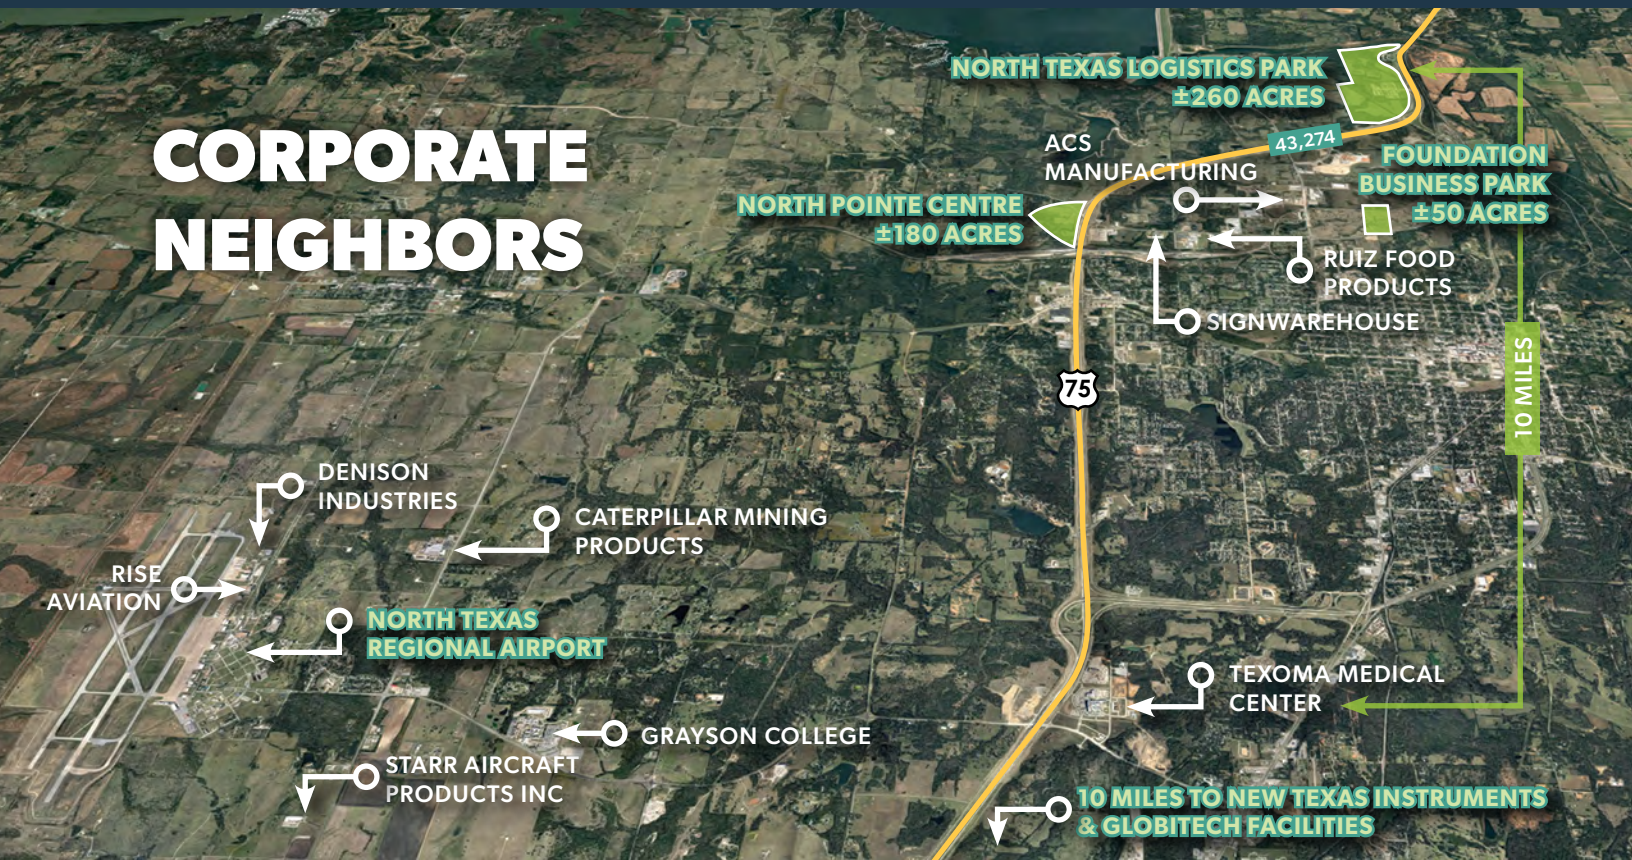 CORPORATE
NEIGHBORS
NORTH TEXAS LOGISTICS PARK
±260 ACRES
43,274
ACS
MANUFACTURING
FOUNDATION
BUSINESS PARK
±50 ACRES
NORTH POINTE CENTRE
±180 ACRES
RUIZ FOOD
PRODUCTS
SIGNWAREHOUSE
75
10 MILES
DENISON
INDUSTRIES
CATERPILLAR MINING
PRODUCTS
RISE
AVIATION
NORTH TEXAS
REGIONAL AIRPORT
TEXOMA MEDICAL
CENTER
GRAYSON COLLEGE
STARR AIRCRAFT
PRODUCTS INC
10 MILES TO NEW TEXAS INSTRUMENTS
& GLOBITECH FACILITIES